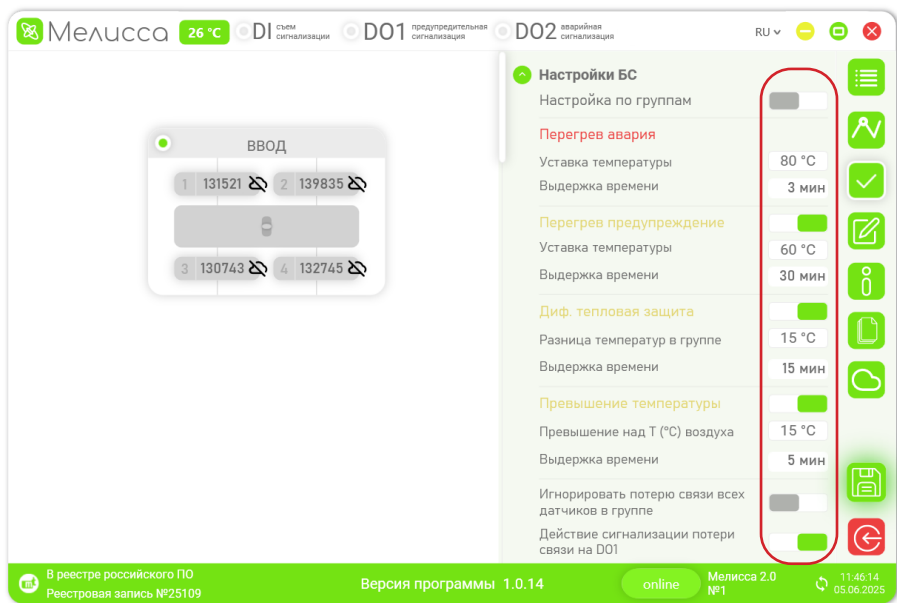 Мелисса 26 °C DI съем сигнализации DO1 предупредительная сигнализация DO2 аварийная сигнализация RU
Настройки БС
Настройка по группам
Перегрев авария
Уставка температуры 80 °C
Выдержка времени 3 мин
Перегрев предупреждение
Уставка температуры 60 °C
Выдержка времени 30 мин
Диф. тепловая защита
Разница температур в группе 15 °C
Выдержка времени 15 мин
Превышение температуры
Превышение над Т (°C) воздуха 15 °C
Выдержка времени 5 мин
Игнорировать потерю связи всех
датчиков в группе
Действие сигнализации потери
связи на DO1
ВВОД
1 131521 2 139835
3 130743 4 132745
В реестре российского ПО
Реестровая запись №25109
Версия программы 1.0.14
online
Мелисса 2.0
№1
11:46:14
05.06.2025